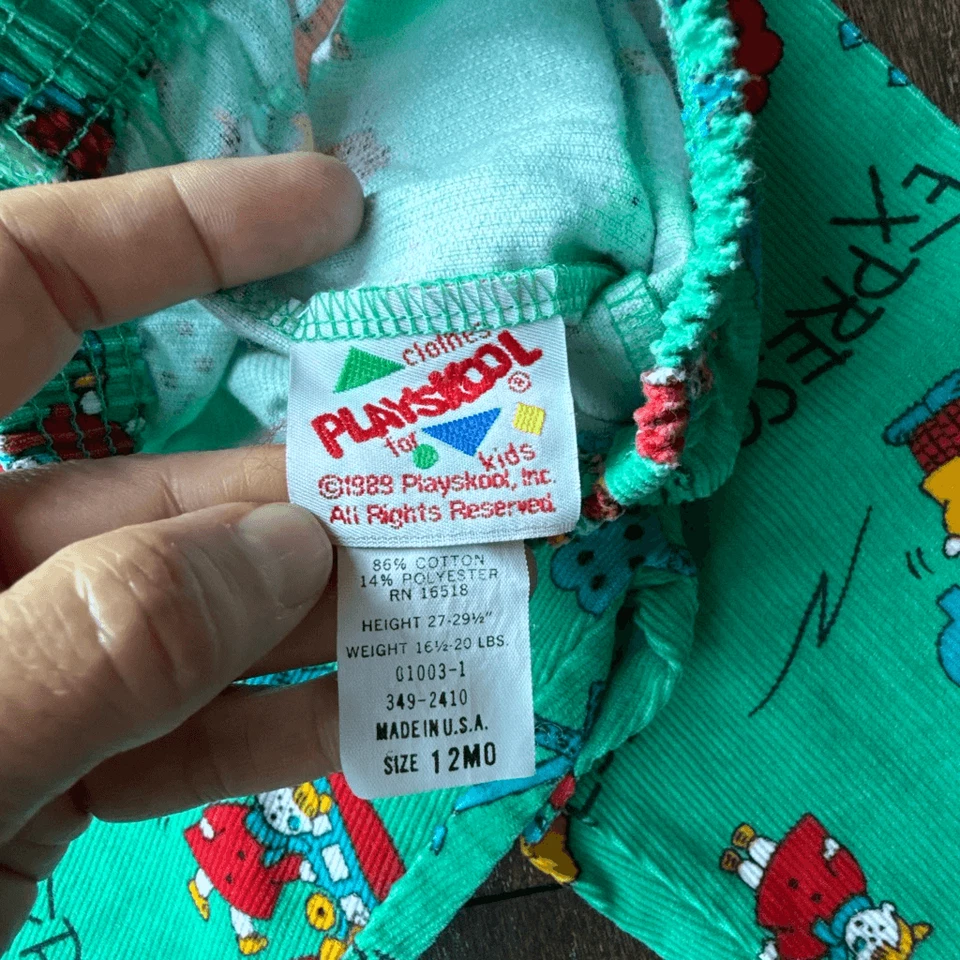 clothes
PLAYSKOOL®
for kids
©1989 Playskool, Inc.
All Rights Reserved.
86% COTTON
14% POLYESTER
RN 16518
HEIGHT 27-29½"
WEIGHT 16½-20 LBS.
01003-1
349-2410
MADE IN U.S.A.
SIZE 12MO
EXPRES